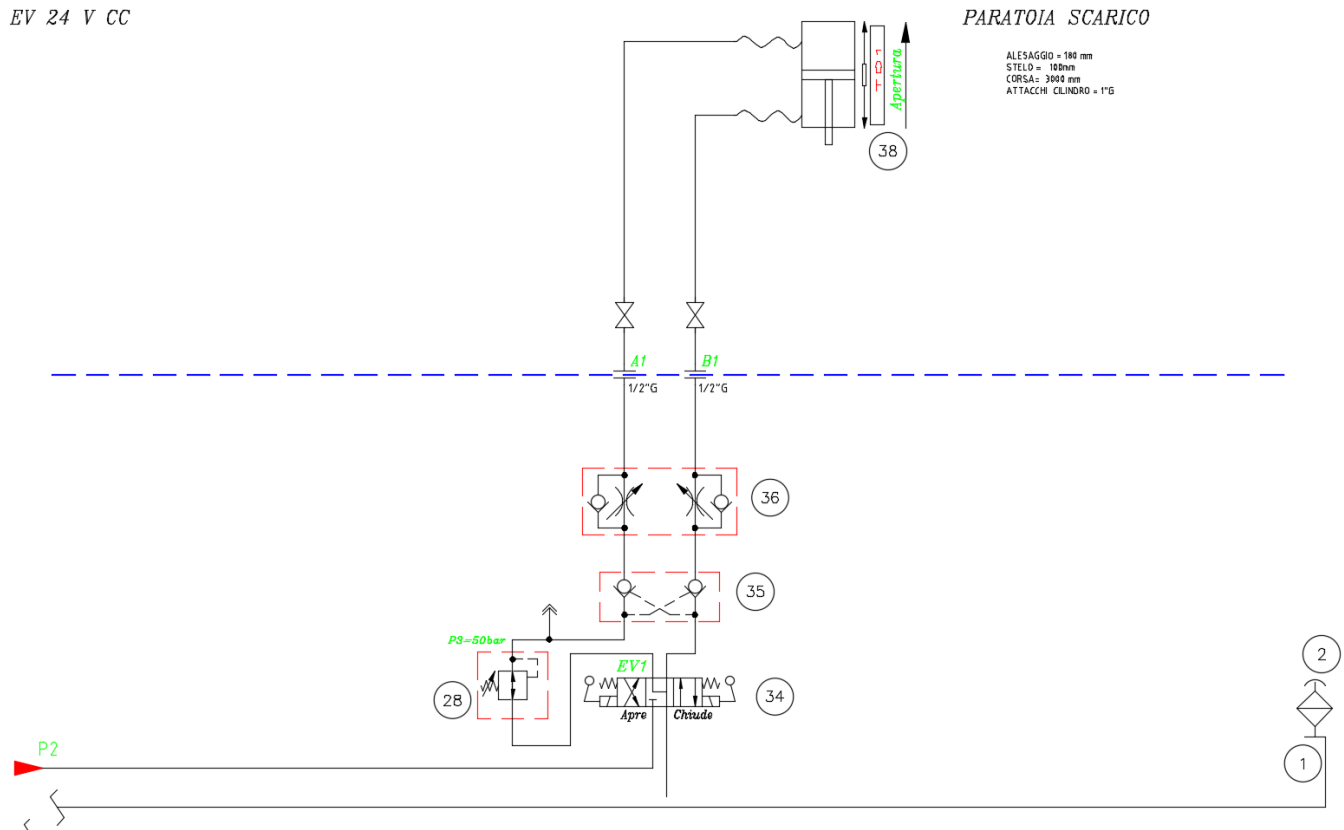 EV 24 V CC
PARATOIA SCARICO
ALESAGGIO = 180 mm
STELO = 100mm
CORSA= 3000 mm
ATTACCHI CILINDRO = 1"G
Apertura
38
A1
B1
1/2"G
1/2"G
36
35
P3=50bar
EV1
28
34
Apre
Chiude
2
P2
1